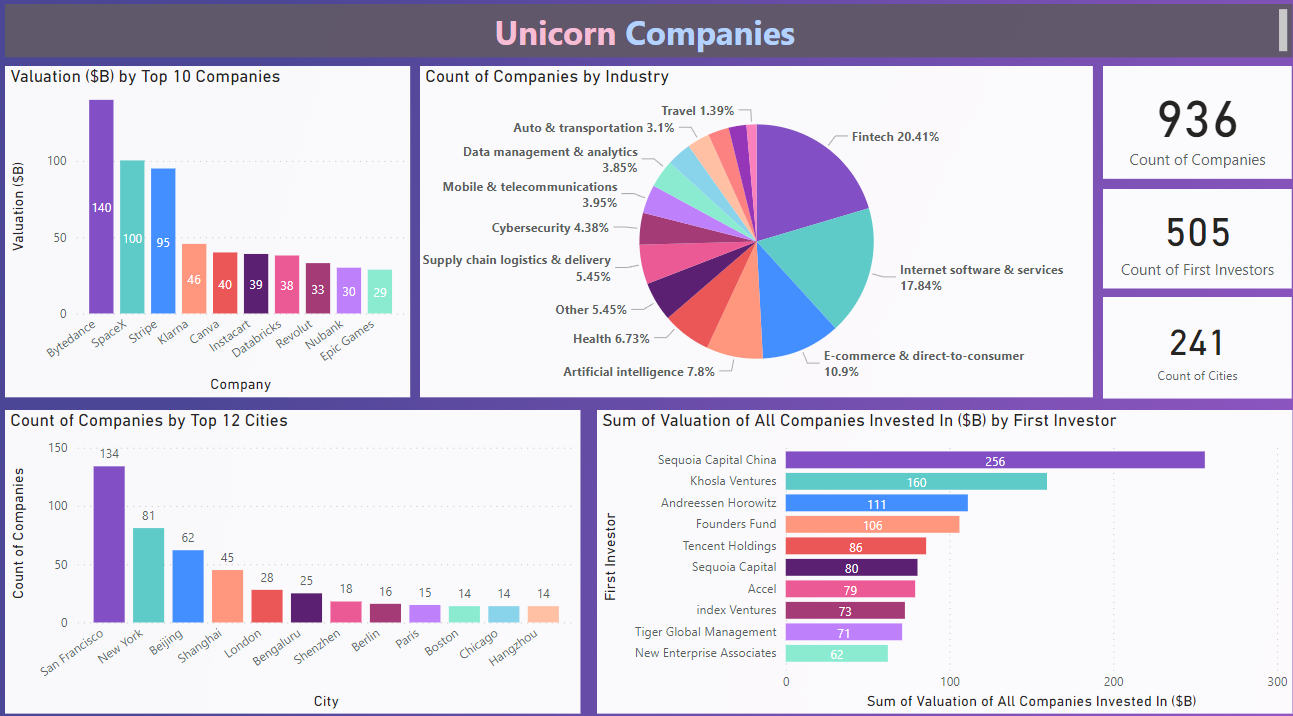 Unicorn Companies
Valuation ($B) by Top 10 Companies
Valuation ($B)
100
50
0
140
100
95
46
40
39
38
33
30
29
Bytedance
SpaceX
Stripe
Klarna
Canva
Instacart
Databricks
Revolut
Nubank
Epic Games
Company
Count of Companies by Industry
Travel 1.39%
Auto & transportation 3.1%
Data management & analytics
3.85%
Mobile & telecommunications
3.95%
Cybersecurity 4.38%
Supply chain logistics & delivery
5.45%
Other 5.45%
Health 6.73%
Artificial intelligence 7.8%
Fintech 20.41%
Internet software & services
17.84%
E-commerce & direct-to-consumer
10.9%
936
Count of Companies
505
Count of First Investors
241
Count of Cities
Count of Companies by Top 12 Cities
Count of Companies
150
100
50
0
134
81
62
45
28
25
18
16
15
14
14
14
San Francisco
New York
Beijing
Shanghai
London
Bengaluru
Shenzhen
Berlin
Paris
Boston
Chicago
Hangzhou
City
Sum of Valuation of All Companies Invested In ($B) by First Investor
First Investor
Sequoia Capital China 256
Khosla Ventures 160
Andreessen Horowitz 111
Founders Fund 106
Tencent Holdings 86
Sequoia Capital 80
Accel 79
index Ventures 73
Tiger Global Management 71
New Enterprise Associates 62
0 100 200 300
Sum of Valuation of All Companies Invested In ($B)